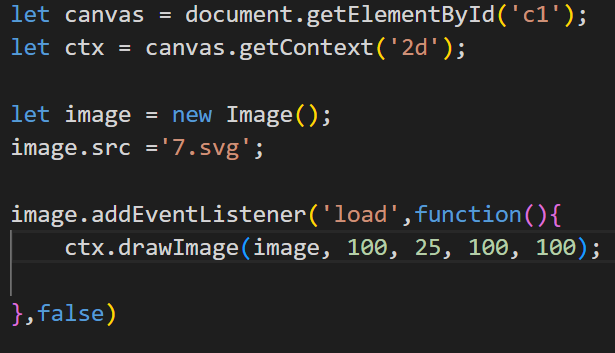 let canvas = document.getElementById('c1');
let ctx = canvas.getContext('2d');
let image = new Image();
image.src ='7.svg';
image.addEventListener('load',function(){
ctx.drawImage(image, 100, 25, 100, 100);
},false)